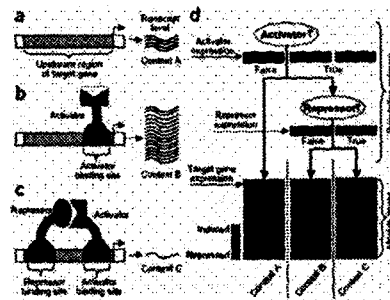 a
Transcript
level
Upstream region
of target gene
Context A
b
Activator
Activator
binding site
Context B
c
Repressor
Activator
Repressor
binding site
Activator
binding site
Context C
d
Activator?
Activator
expression
False
True
Repressor?
Repressor
expression
False
True
Target gene
expression
Induced
Repressed
Context A
Context B
Context C